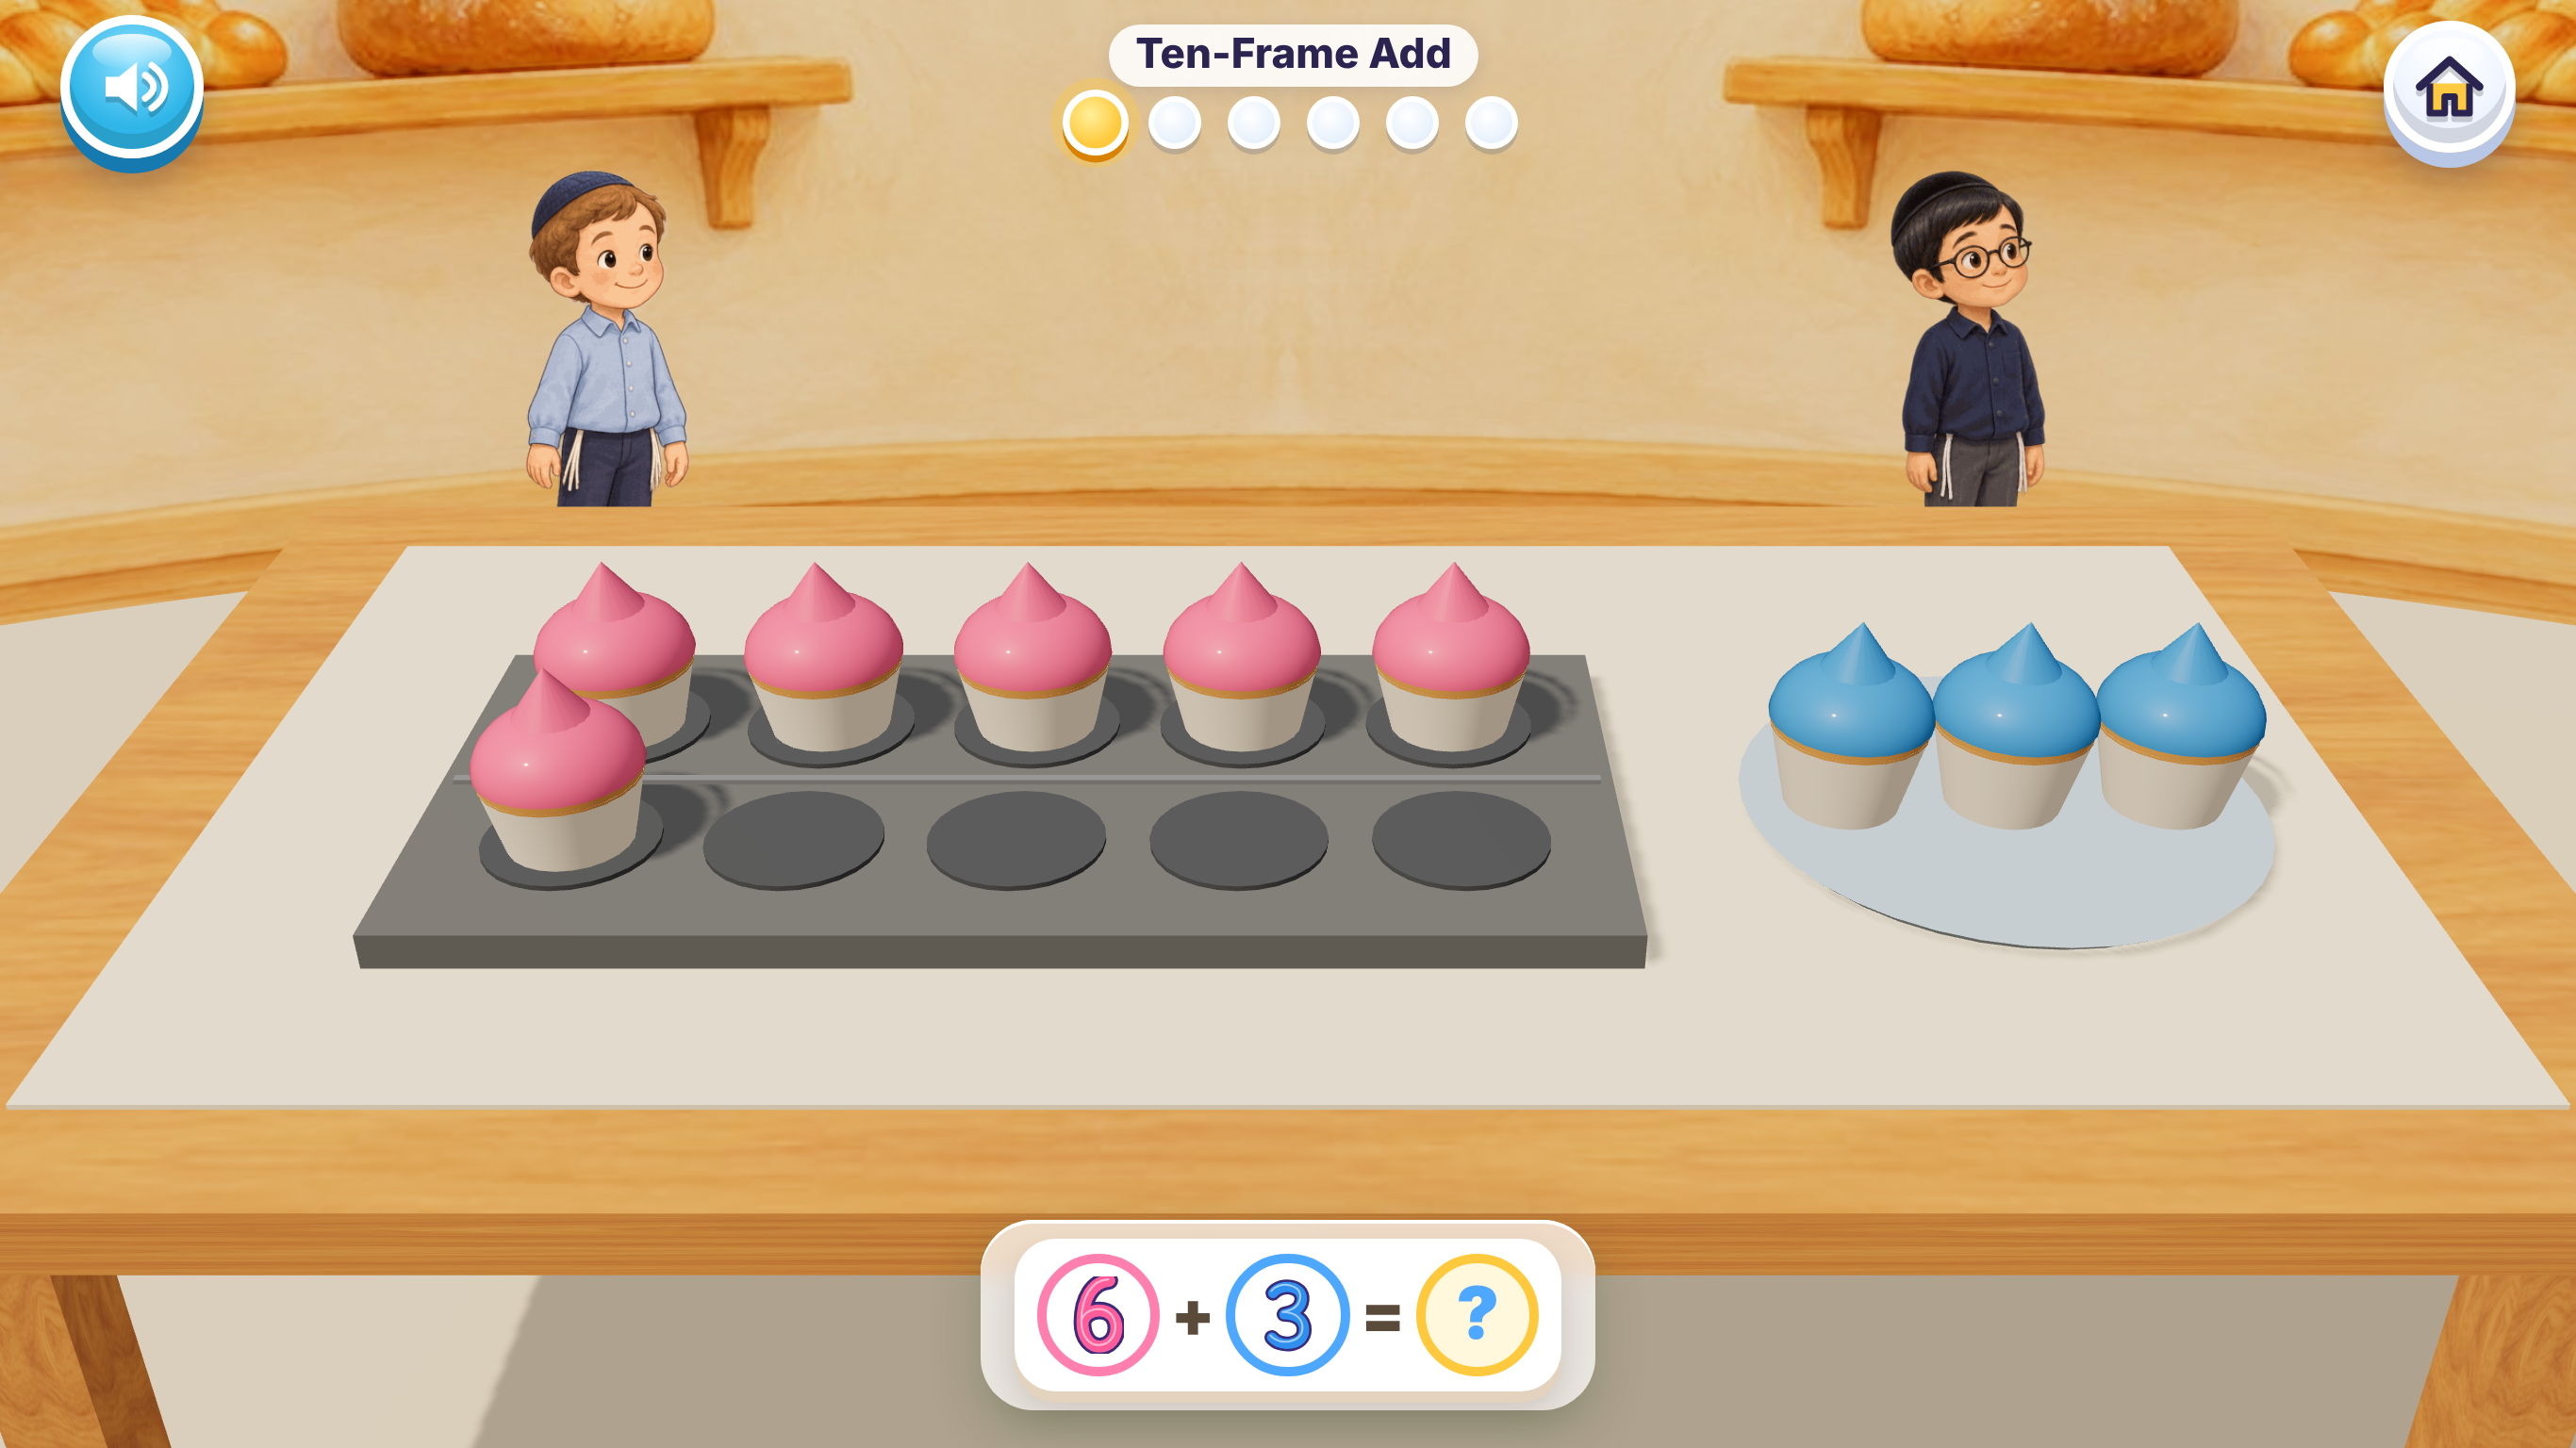 Ten-Frame Add
6 + 3 = ?